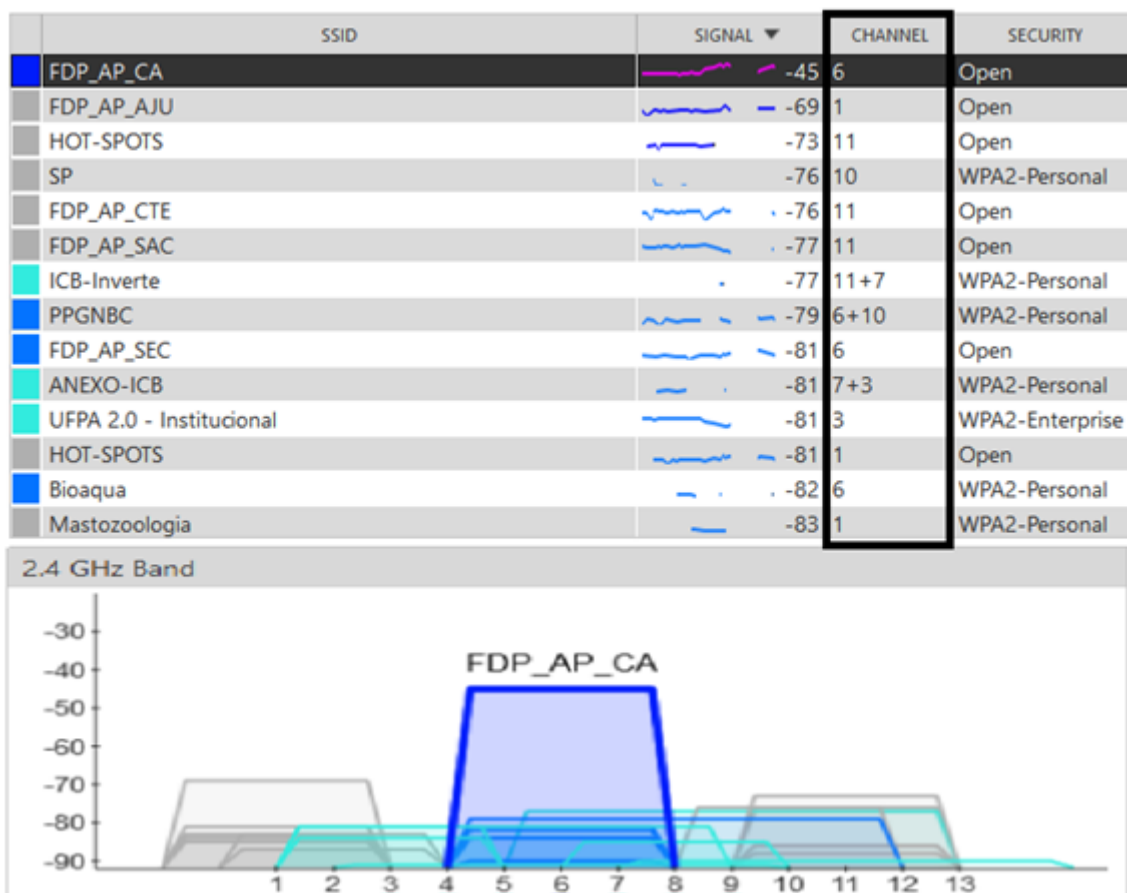 SSID SIGNAL ▼ CHANNEL SECURITY
FDP_AP_CA -45 6 Open
FDP_AP_AJU -69 1 Open
HOT-SPOTS -73 11 Open
SP -76 10 WPA2-Personal
FDP_AP_CTE -76 11 Open
FDP_AP_SAC -77 11 Open
ICB-Inverte -77 11+7 WPA2-Personal
PPGNBC -79 6+10 WPA2-Personal
FDP_AP_SEC -81 6 Open
ANEXO-ICB -81 7+3 WPA2-Personal
UFPA 2.0 - Institucional -81 3 WPA2-Enterprise
HOT-SPOTS -81 1 Open
Bioaqua -82 6 WPA2-Personal
Mastozoologia -83 1 WPA2-Personal
2.4 GHz Band
-30
-40
FDP_AP_CA
-50
-60
-70
-80
-90
1 2 3 4 5 6 7 8 9 10 11 12 13